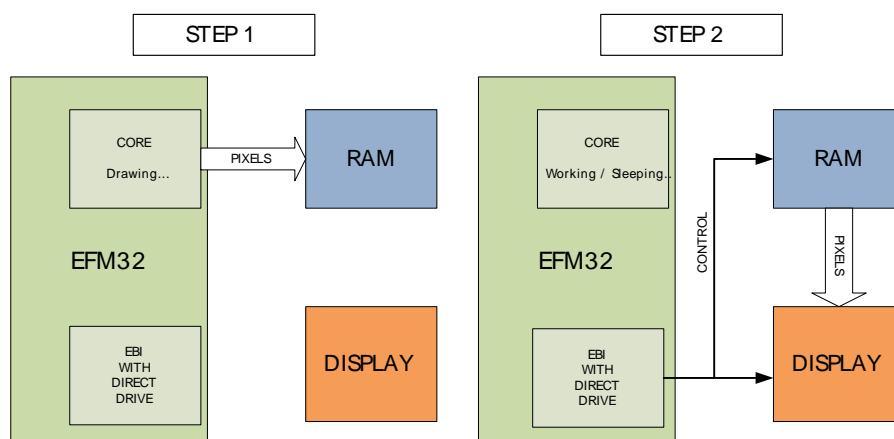 STEP 1
CORE
Drawing...
PIXELS
RAM
EFM32
EBI
WITH
DIRECT
DRIVE
DISPLAY
STEP 2
CORE
Working / Sleeping..
RAM
CONTROL
PIXELS
EFM32
EBI
WITH
DIRECT
DRIVE
DISPLAY